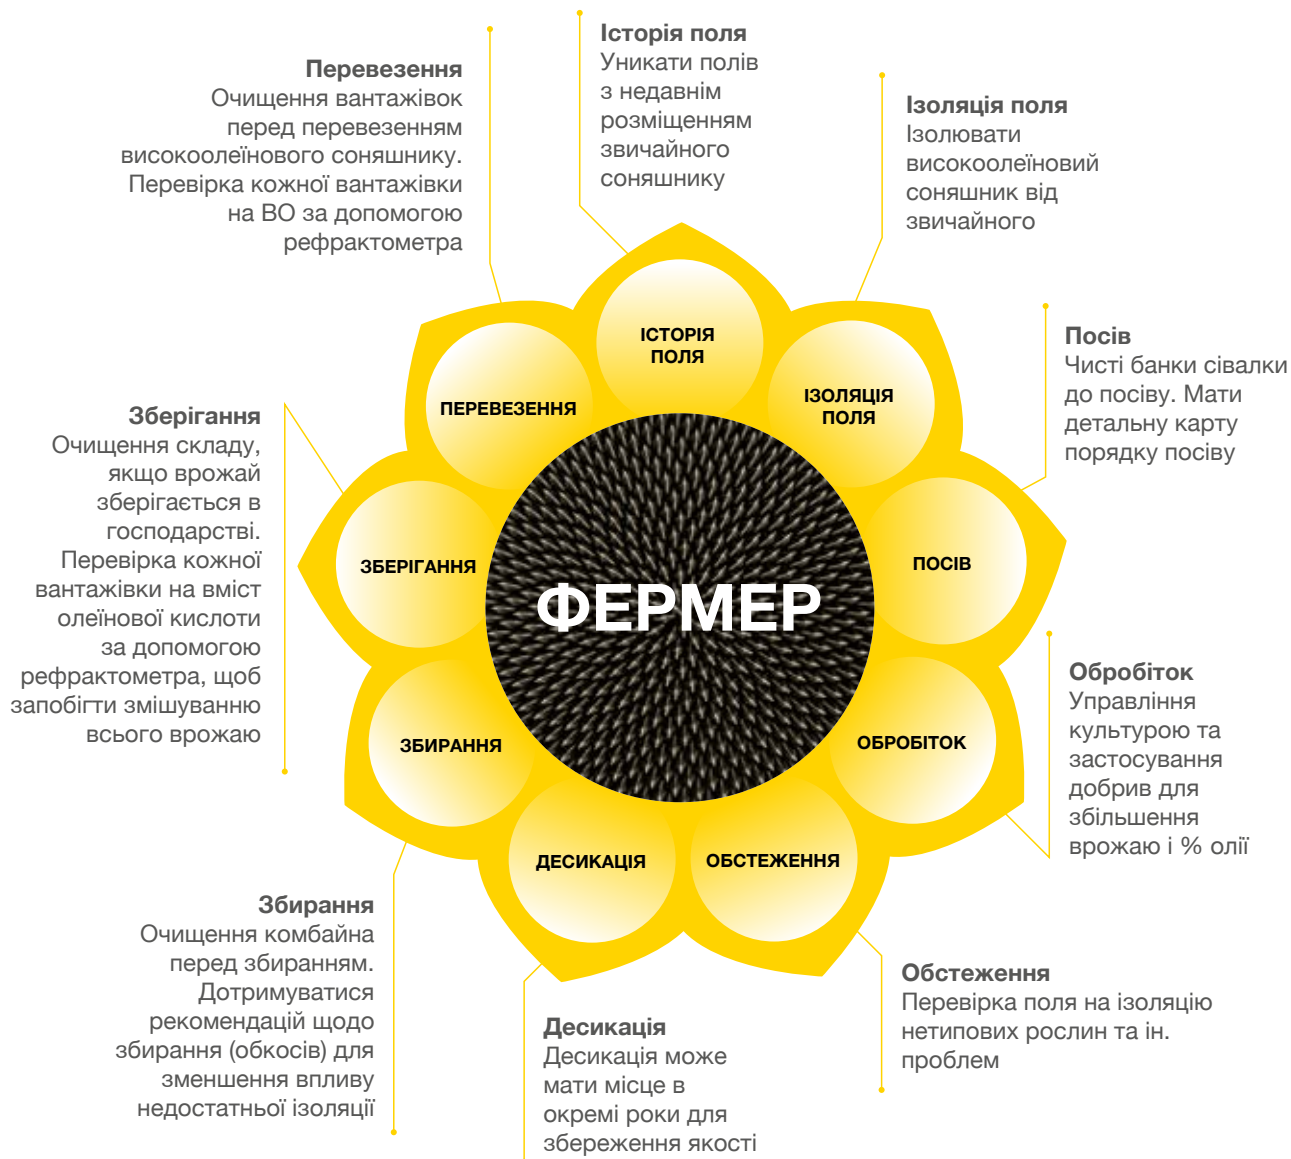 Історія поля
Уникати полів
з недавнім
розміщенням
звичайного
соняшнику
Ізоляція поля
Ізолювати
високоолеїновий
соняшник від
звичайного
Посів
Чисті банки сівалки
до посіву. Мати
детальну карту
порядку посіву
Обробіток
Управління
культурою та
застосування
добрив для
збільшення
врожаю і % олії
Обстеження
Перевірка поля на ізоляцію
нетипових рослин та ін.
проблем
Десикація
Десикація може
мати місце в
окремі роки для
збереження якості
Збирання
Очищення комбайна
перед збиранням.
Дотримуватися
рекомендацій щодо
збирання (обкосів) для
зменшення впливу
недостатньої ізоляції
Зберігання
Очищення складу,
якщо врожай
зберігається в
господарстві.
Перевірка кожної
вантажівки на вміст
олеїнової кислоти
за допомогою
рефрактометра, щоб
запобігти змішуванню
всього врожаю
Перевезення
Очищення вантажівок
перед перевезенням
високоолеїнового соняшнику.
Перевірка кожної вантажівки
на ВО за допомогою
рефрактометра
ІСТОРІЯ
ПОЛЯ
ІЗОЛЯЦІЯ
ПОЛЯ
ПОСІВ
ОБРОБІТОК
ОБСТЕЖЕННЯ
ДЕСИКАЦІЯ
ЗБИРАННЯ
ЗБЕРІГАННЯ
ПЕРЕВЕЗЕННЯ
ФЕРМЕР